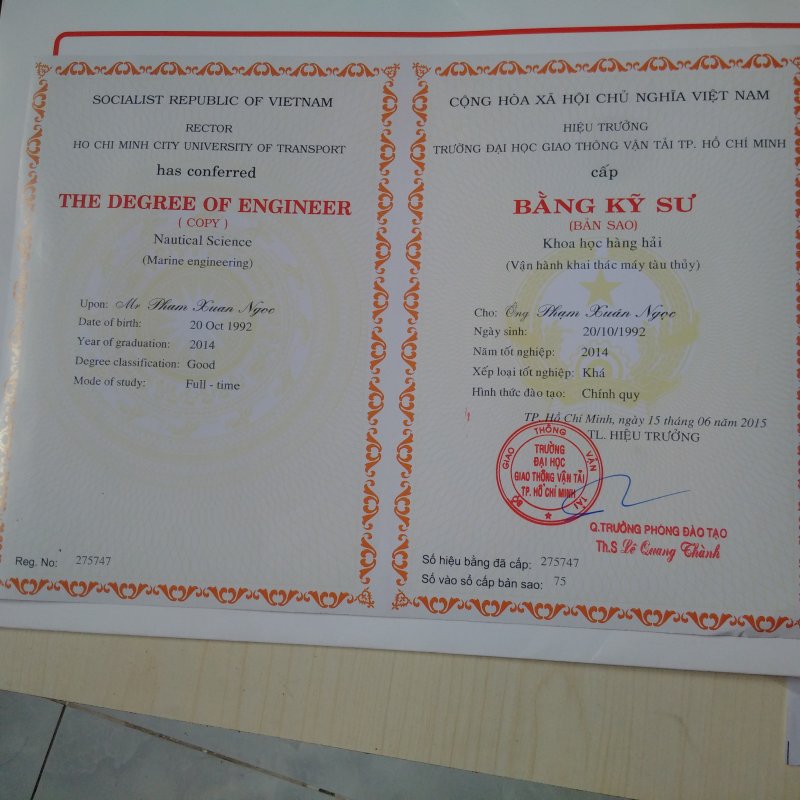 SOCIALIST REPUBLIC OF VIETNAM
RECTOR
HO CHI MINH CITY UNIVERSITY OF TRANSPORT
has conferred
THE DEGREE OF ENGINEER
( COPY )
Nautical Science
(Marine engineering)
Upon: Mr Pham Xuan Ngoc
Date of birth: 20 Oct 1992
Year of graduation: 2014
Degree classification: Good
Mode of study: Full - time
Reg. No: 275747
CỘNG HÒA XÃ HỘI CHỦ NGHĨA VIỆT NAM
HIỆU TRƯỞNG
TRƯỜNG ĐẠI HỌC GIAO THÔNG VẬN TẢI TP. HỒ CHÍ MINH
cấp
BẰNG KỸ SƯ
(BẢN SAO)
Khoa học hàng hải
(Vận hành khai thác máy tàu thủy)
Cho: Ông Phạm Xuân Ngọc
Ngày sinh: 20/10/1992
Năm tốt nghiệp: 2014
Xếp loại tốt nghiệp: Khá
Hình thức đào tạo: Chính quy
TP. Hồ Chí Minh, ngày 15 tháng 06 năm 2015
TL. HIỆU TRƯỞNG
BỘ GIAO THÔNG VẬN TẢI
TRƯỜNG
ĐẠI HỌC
GIAO THÔNG VẬN TẢI
TP. HỒ CHÍ MINH
Q.TRƯỞNG PHÒNG ĐÀO TẠO
Th.S Lê Quang Thành
Số hiệu bằng đã cấp: 275747
Số vào sổ cấp bản sao: 75